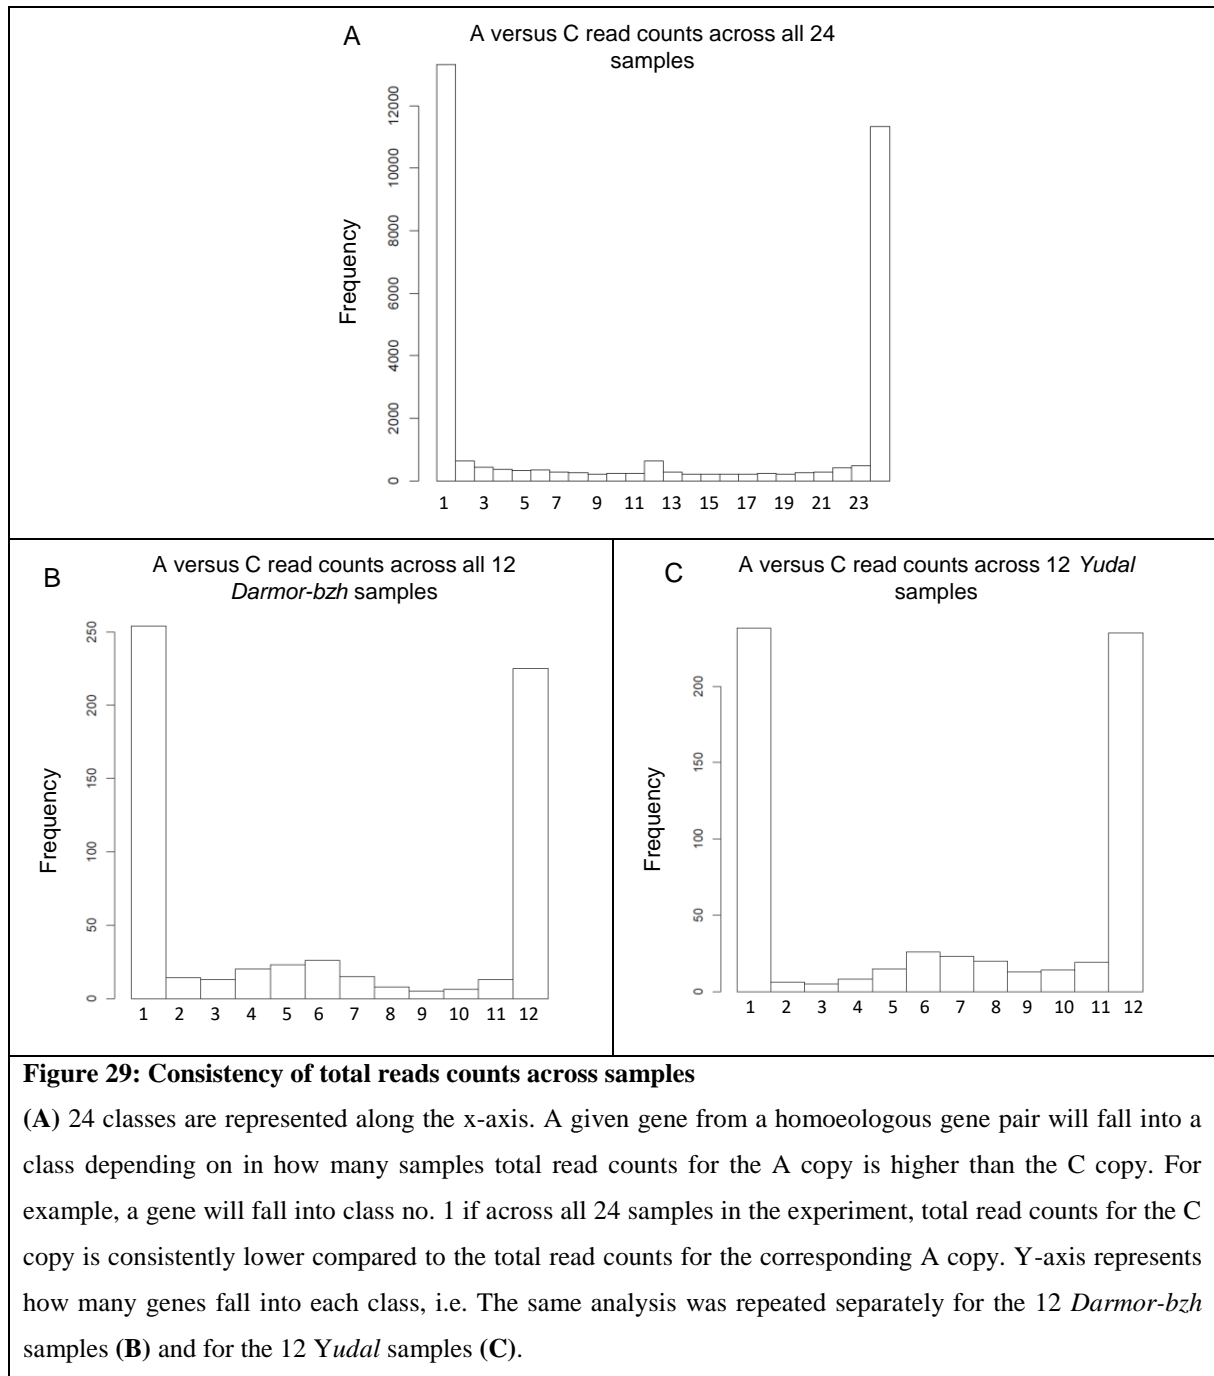 A
A versus C read counts across all 24
samples
Frequency
12000
10000
8000
6000
4000
2000
0
1 3 5 7 9 11 13 15 17 19 21 23
B
A versus C read counts across all 12
Darmor-bzh samples
Frequency
250
200
150
100
50
0
1 2 3 4 5 6 7 8 9 10 11 12
C
A versus C read counts across 12 Yudal
samples
Frequency
200
150
100
50
0
1 2 3 4 5 6 7 8 9 10 11 12
Figure 29: Consistency of total reads counts across samples
(A) 24 classes are represented along the x-axis. A given gene from a homoeologous gene pair will fall into a
class depending on in how many samples total read counts for the A copy is higher than the C copy. For
example, a gene will fall into class no. 1 if across all 24 samples in the experiment, total read counts for the C
copy is consistently lower compared to the total read counts for the corresponding A copy. Y-axis represents
how many genes fall into each class, i.e. The same analysis was repeated separately for the 12 Darmor-bzh
samples (B) and for the 12 Yudal samples (C).